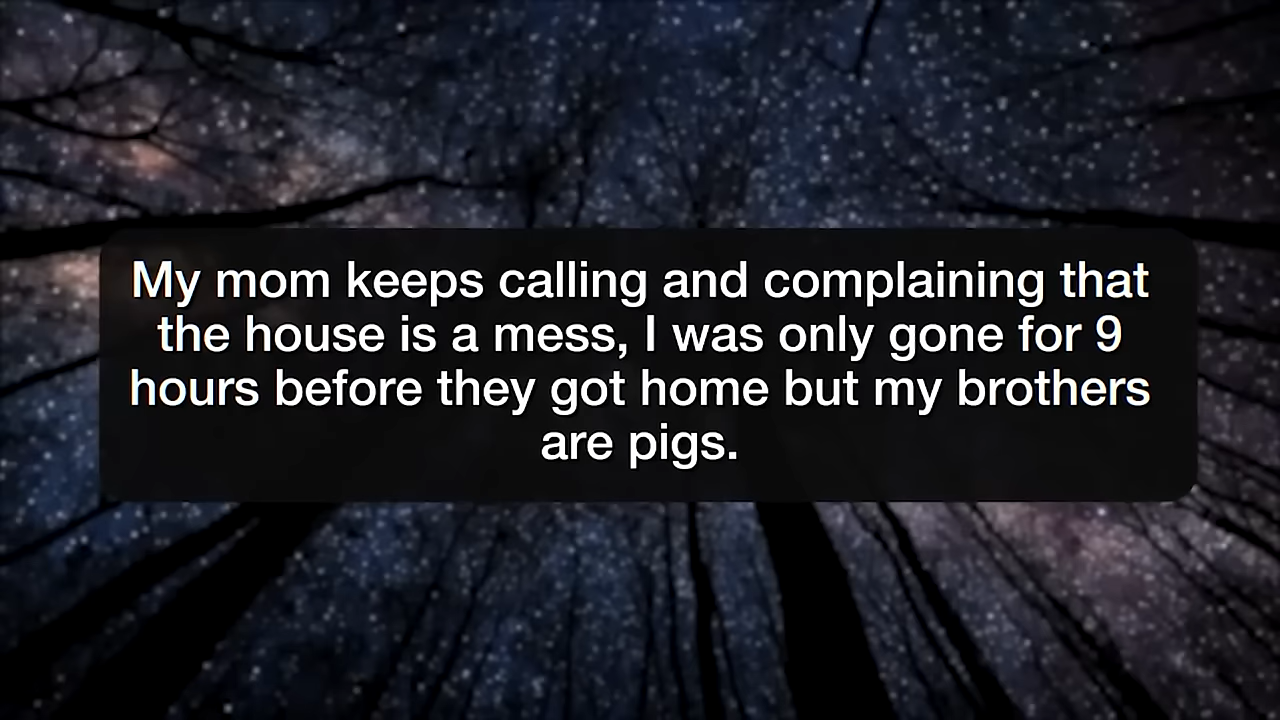 My mom keeps calling and complaining that
the house is a mess, I was only gone for 9
hours before they got home but my brothers
are pigs.